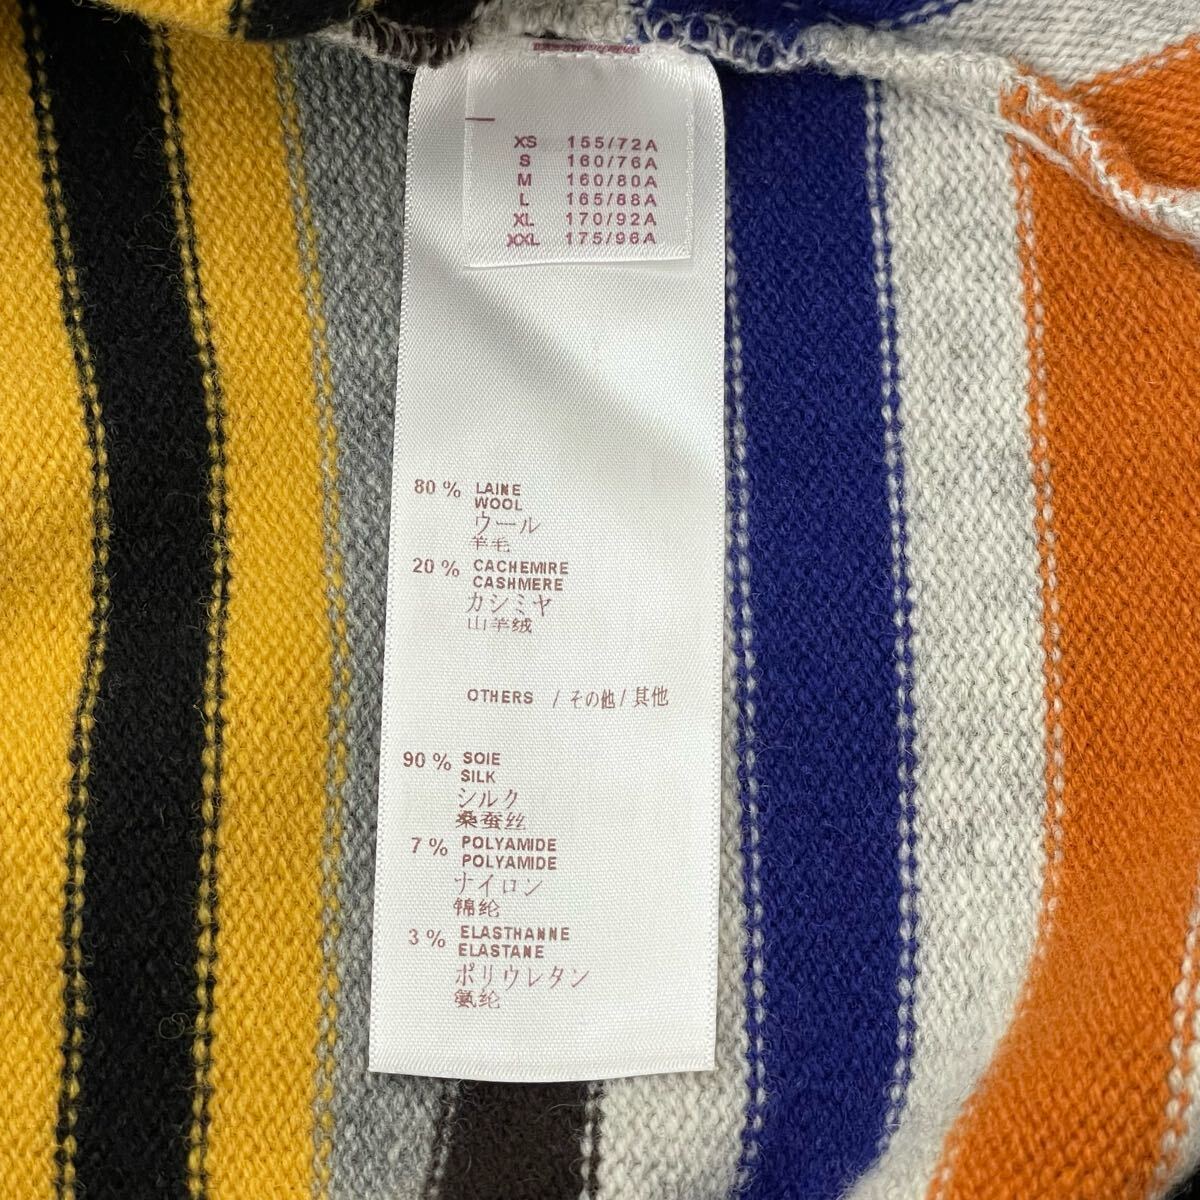 XS 155/72A
S 160/76A
M 160/80A
L 165/88A
XL 170/92A
XXL 175/96A
80 % LAINE
WOOL
ウール
羊毛
20 % CACHEMIRE
CASHMERE
カシミヤ
山羊绒
OTHERS / その他 / 其他
90 % SOIE
SILK
シルク
桑蚕丝
7 % POLYAMIDE
POLYAMIDE
ナイロン
锦纶
3 % ELASTHANNE
ELASTANE
ポリウレタン
氨纶